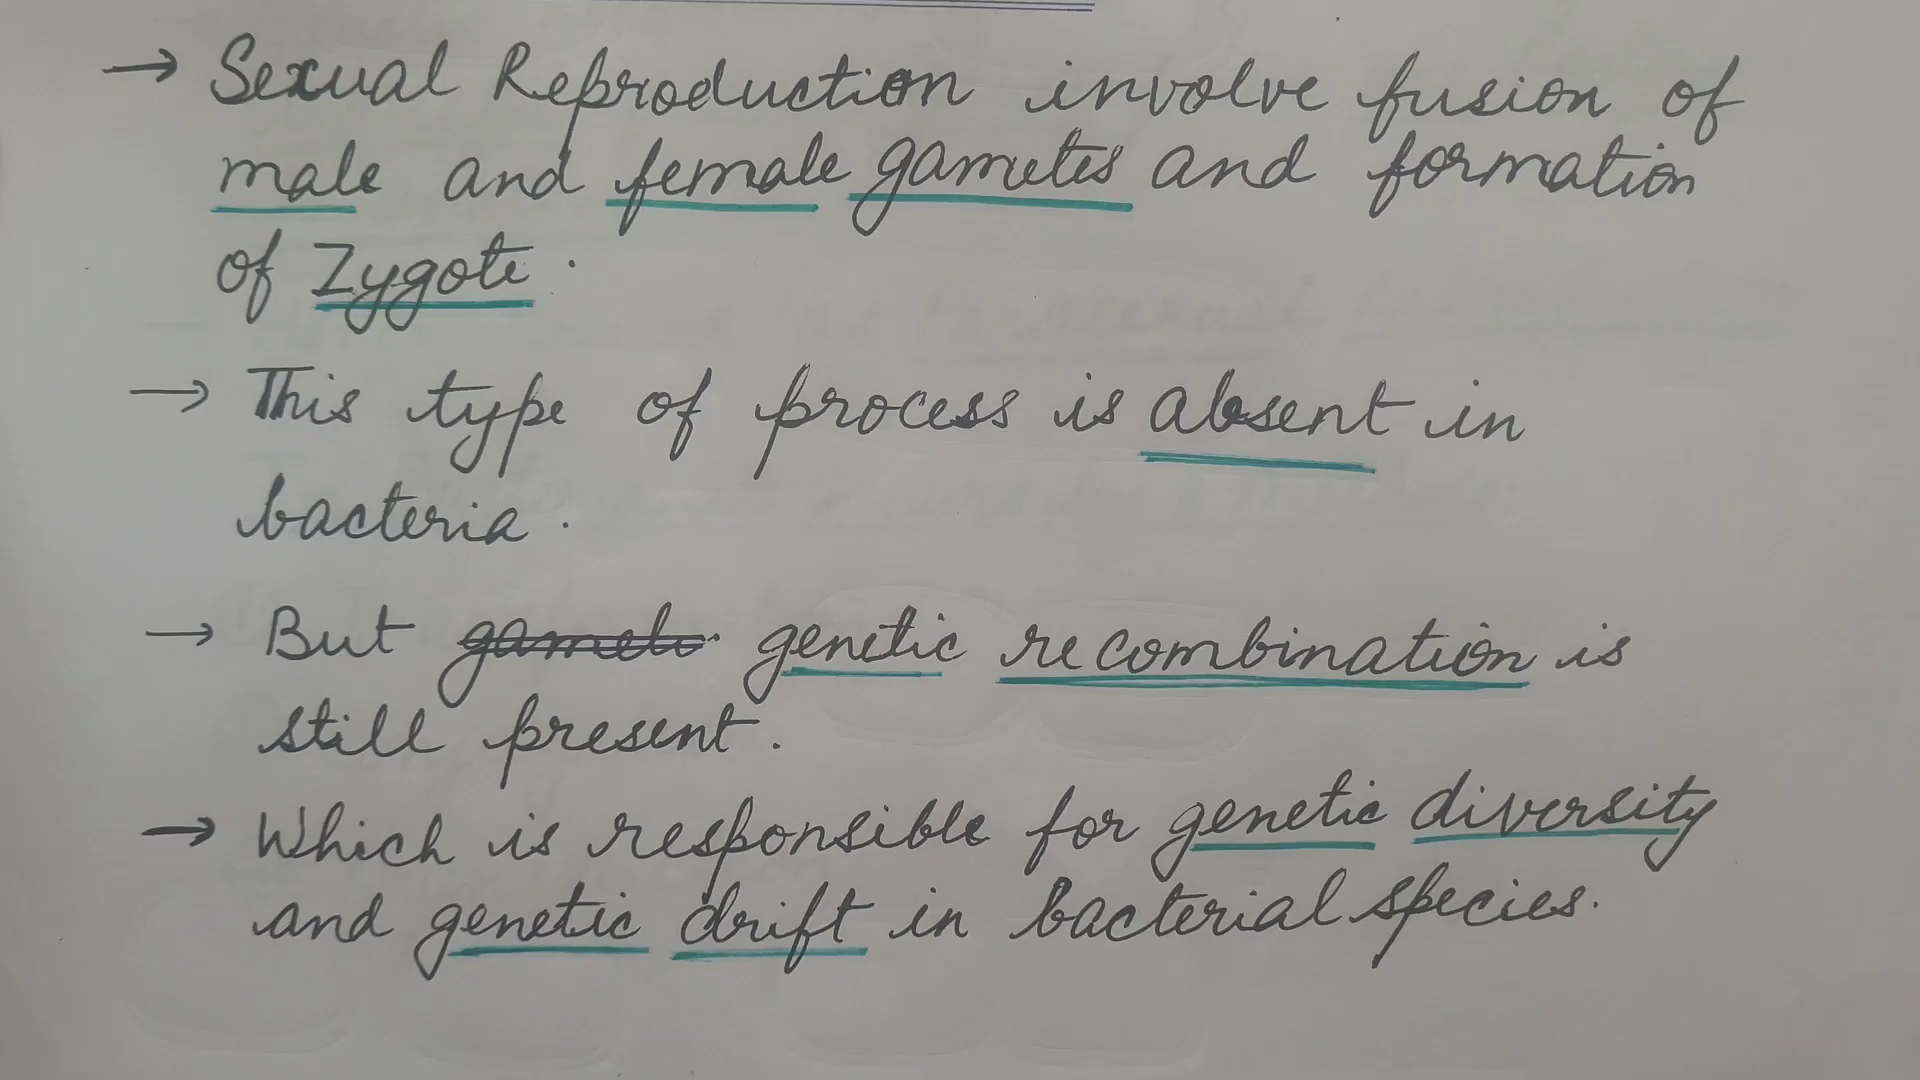 → Sexual Reproduction involve fusion of
male and female gametes and formation
of Zygote.
→ This type of process is absent in
bacteria.
→ But genetic recombination is
still present.
→ Which is responsible for genetic diversity
and genetic drift in bacterial species.